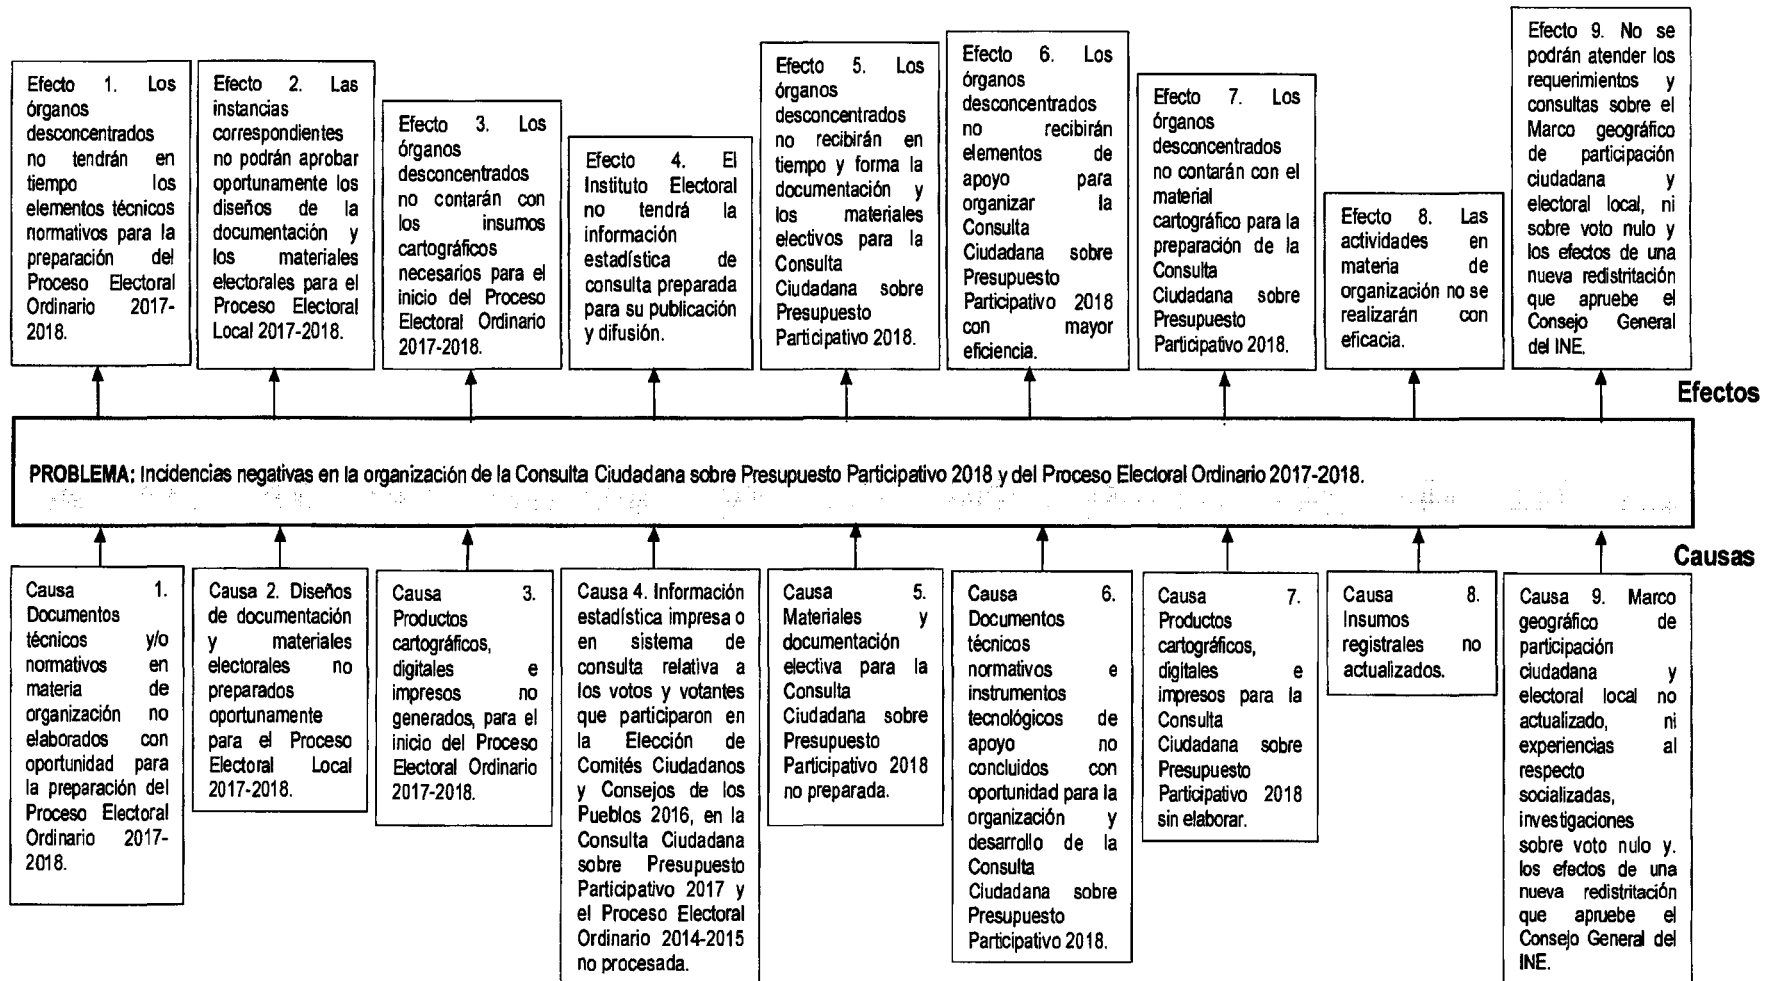 Efecto 1. Los
órganos
desconcentrados
no tendrán en
tiempo los
elementos técnicos
normativos para la
preparación del
Proceso Electoral
Ordinario 2017-
2018.
Efecto 2. Las
instancias
correspondientes
no podrán aprobar
oportunamente los
diseños de la
documentación y
los materiales
electorales para el
Proceso Electoral
Local 2017-2018.
Efecto 3. Los
órganos
desconcentrados
no contarán con
los insumos
cartográficos
necesarios para el
inicio del Proceso
Electoral Ordinario
2017-2018.
Efecto 4. El
Instituto Electoral
no tendrá la
información
estadística de
consulta preparada
para su publicación
y difusión.
Efecto 5. Los
órganos
desconcentrados
no recibirán en
tiempo y forma la
documentación y
los materiales
electivos para la
Consulta
Ciudadana sobre
Presupuesto
Participativo 2018.
Efecto 6. Los
órganos
desconcentrados
no recibirán
elementos de
apoyo para
organizar la
Consulta
Ciudadana sobre
Presupuesto
Participativo 2018
con mayor
eficiencia.
Efecto 7. Los
órganos
desconcentrados
no contarán con el
material
cartográfico para la
preparación de la
Consulta
Ciudadana sobre
Presupuesto
Participativo 2018.
Efecto 8. Las
actividades en
materia de
organización no se
realizarán con
eficacia.
Efecto 9. No se
podrán atender los
requerimientos y
consultas sobre el
Marco geográfico
de participación
ciudadana y
electoral local, ni
sobre voto nulo y
los efectos de una
nueva redistritación
que apruebe el
Consejo General
del INE.
Efectos
PROBLEMA: Incidencias negativas en la organización de la Consulta Ciudadana sobre Presupuesto Participativo 2018 y del Proceso Electoral Ordinario 2017-2018.
Causas
Causa 1.
Documentos
técnicos y/o
normativos en
materia de
organización no
elaborados con
oportunidad para
la preparación del
Proceso Electoral
Ordinario 2017-
2018.
Causa 2. Diseños
de documentación
y materiales
electorales no
preparados
oportunamente
para el Proceso
Electoral Local
2017-2018.
Causa 3.
Productos
cartográficos,
digitales e
impresos no
generados, para el
inicio del Proceso
Electoral Ordinario
2017-2018.
Causa 4. Información
estadística impresa o
en sistema de
consulta relativa a
los votos y votantes
que participaron en
la Elección de
Comités Ciudadanos
y Consejos de los
Pueblos 2016, en la
Consulta Ciudadana
sobre Presupuesto
Participativo 2017 y
el Proceso Electoral
Ordinario 2014-2015
no procesada.
Causa 5.
Materiales y
documentación
electiva para la
Consulta
Ciudadana sobre
Presupuesto
Participativo 2018
no preparada.
Causa 6.
Documentos
técnicos
normativos e
instrumentos
tecnológicos de
apoyo no
concluidos con
oportunidad para la
organización y
desarrollo de la
Consulta
Ciudadana sobre
Presupuesto
Participativo 2018.
Causa 7.
Productos
cartográficos,
digitales e
impresos para la
Consulta
Ciudadana sobre
Presupuesto
Participativo 2018
sin elaborar.
Causa 8.
Insumos
registrales no
actualizados.
Causa 9. Marco
geográfico de
participación
ciudadana y
electoral local no
actualizado, ni
experiencias al
respecto
socializadas,
investigaciones
sobre voto nulo y.
los efectos de una
nueva redistritación
que apruebe el
Consejo General del
INE.